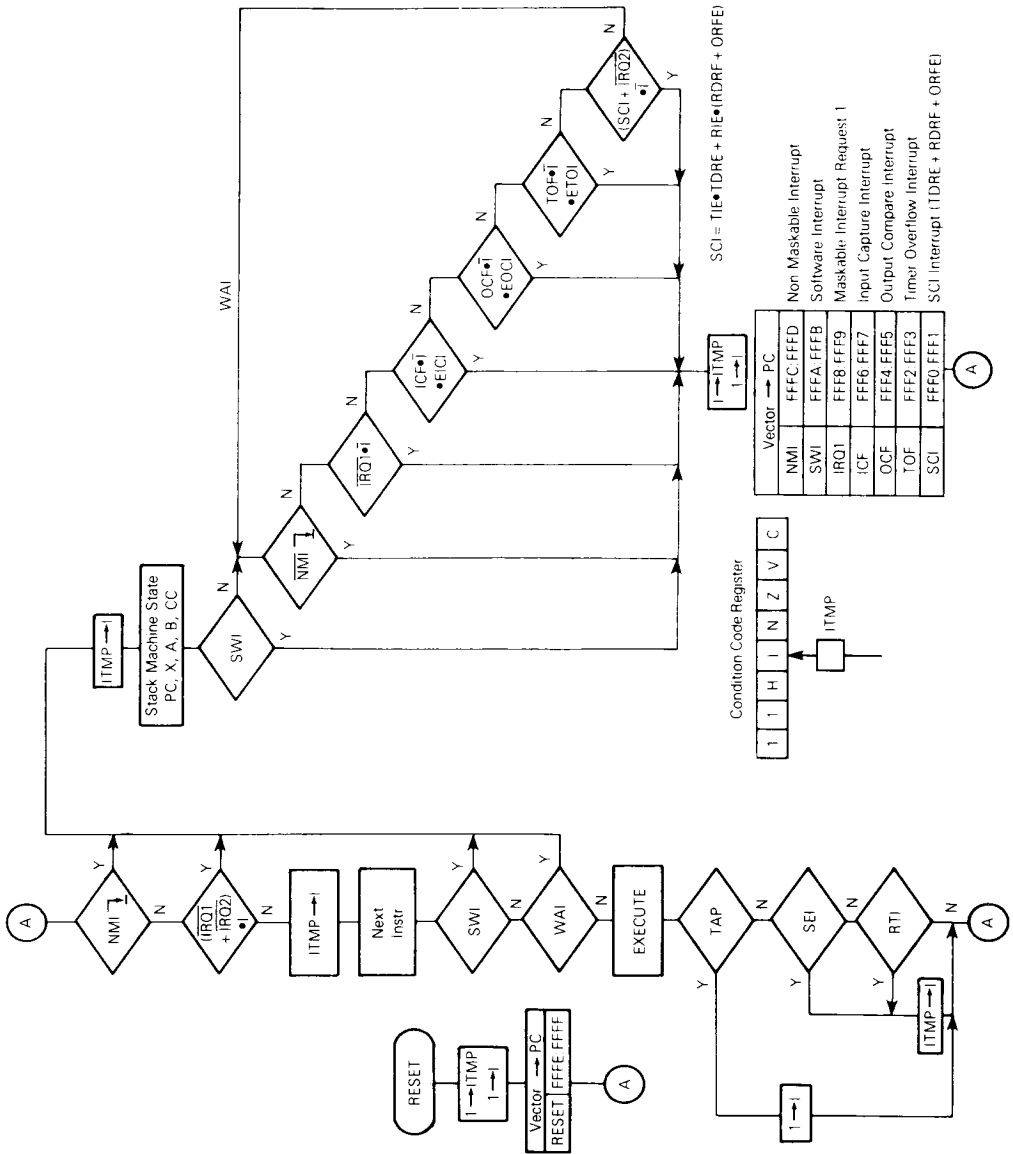 RESET
1→ITMP
1→I
Vector → PC
RESET FFFE:FFFF
A
A
NMI
Y
N
(IRQ1
+ IRQ2)
•I
Y
N
ITMP→I
Next
Instr
SWI
Y
N
WAI
Y
N
EXECUTE
TAP
Y
N
SEI
Y
N
RTI
Y
N
1→I
ITMP→I
A
ITMP→I
Stack Machine State
PC, X, A, B, CC
SWI
N
Y
WAI
NMI
N
Y
IRQ1•I
N
Y
ICF•I
•EICI
N
Y
OCF•I
•EOCI
N
Y
TOF•I
•ETOI
N
Y
(SCI + IRQ2)
•I
N
Y
I→ITMP
1→I
SCI = TIE•TDRE + RIE•(RDRF + ORFE)
Vector → PC
NMI FFFC:FFFD Non Maskable Interrupt
SWI FFFA:FFFB Software Interrupt
IRQ1 FFF8:FFF9 Maskable Interrupt Request 1
ICF FFF6:FFF7 Input Capture Interrupt
OCF FFF4:FFF5 Output Compare Interrupt
TOF FFF2:FFF3 Timer Overflow Interrupt
SCI FFF0:FFF1 SCI Interrupt (TDRE + RDRF + ORFE)
A
Condition Code Register
1 1 H I N Z V C
ITMP